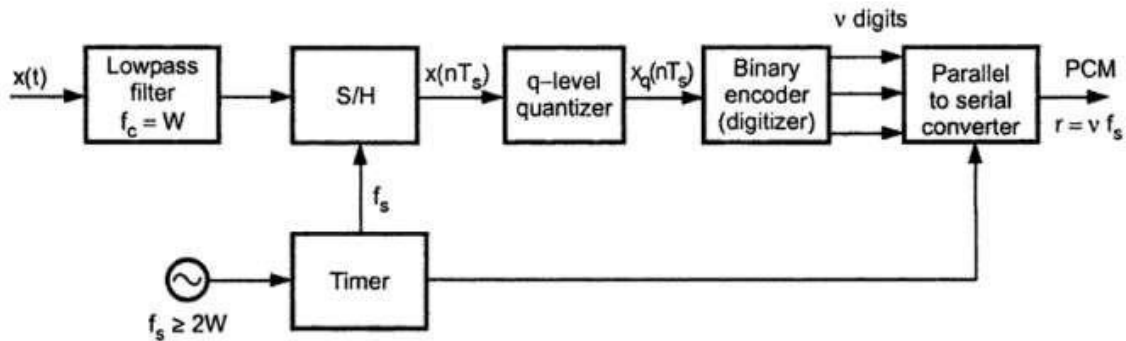 ν digits
x(t)
Lowpass
filter
f_c = W
S/H
x(nT_s)
q–level
quantizer
x_q(nT_s)
Binary
encoder
(digitizer)
Parallel
to serial
converter
PCM
r = ν f_s
f_s
Timer
f_s ≥ 2W